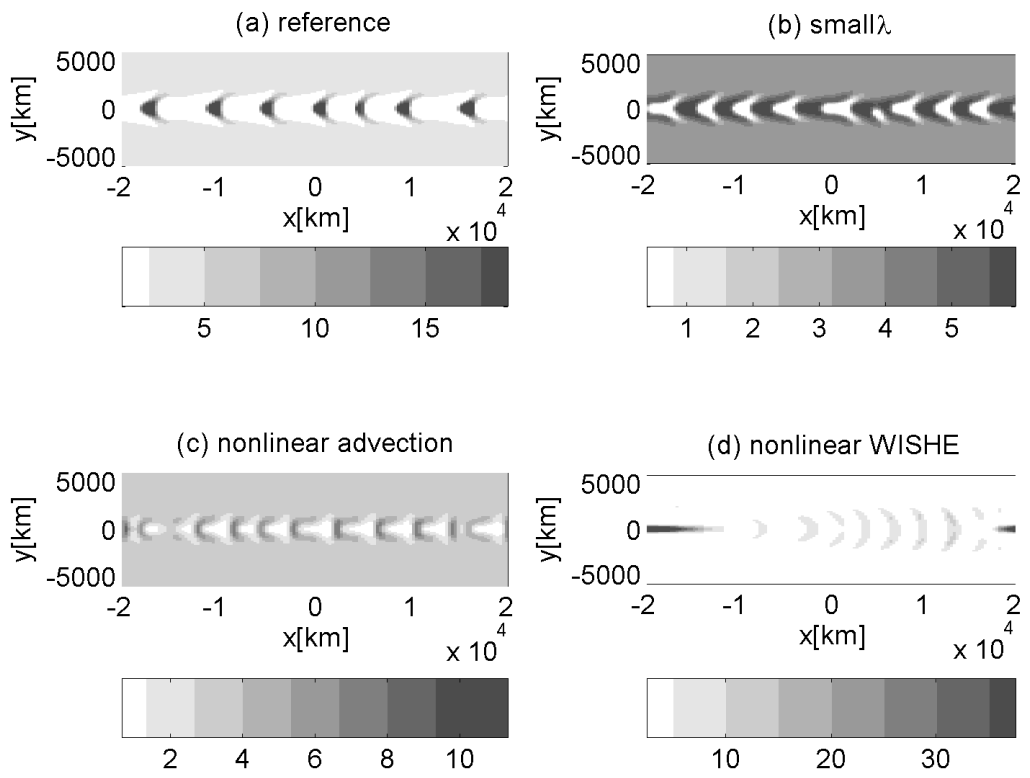 (a) reference
5000
0
-5000
y[km]
-2 -1 0 1 2
x[km]
x 10^4
5 10 15
(b) small λ
5000
0
-5000
y[km]
-2 -1 0 1 2
x[km]
x 10^4
1 2 3 4 5
(c) nonlinear advection
5000
0
-5000
y[km]
-2 -1 0 1 2
x[km]
x 10^4
2 4 6 8 10
(d) nonlinear WISHE
5000
0
-5000
y[km]
-2 -1 0 1 2
x[km]
x 10^4
10 20 30